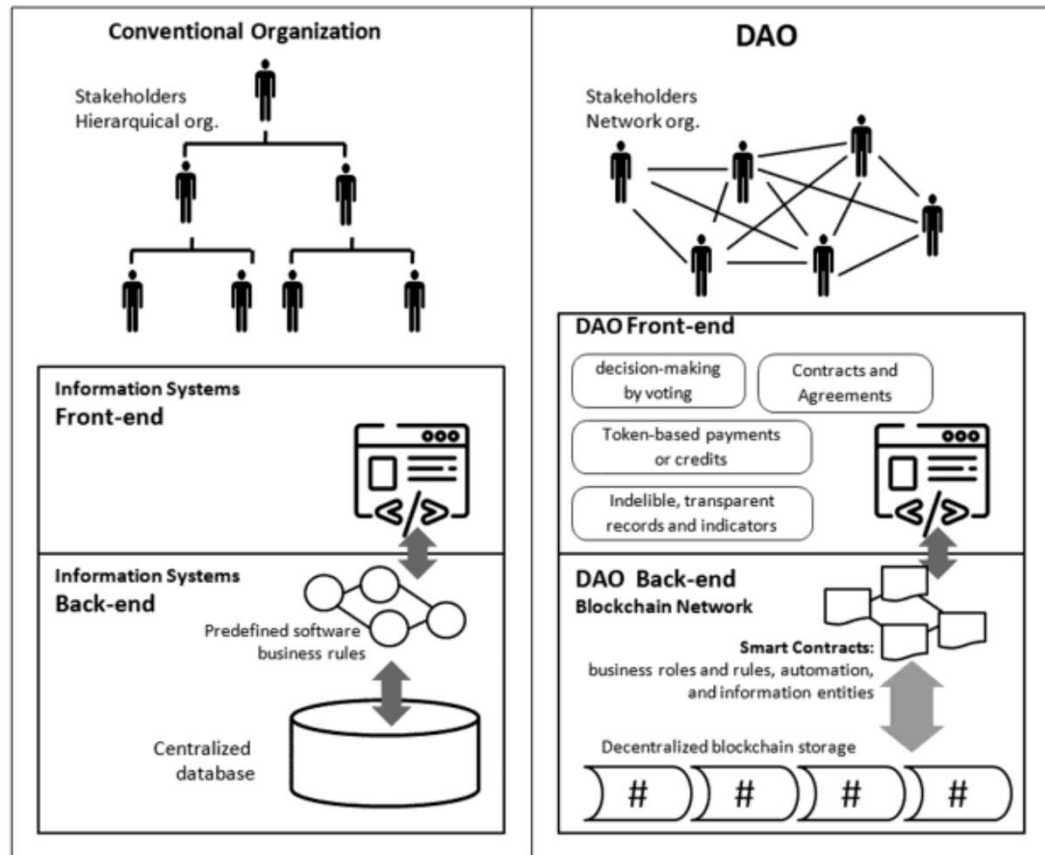 Conventional Organization
Stakeholders
Hierarquical org.
Information Systems
Front-end
Information Systems
Back-end
Predefined software
business rules
Centralized
database
DAO
Stakeholders
Network org.
DAO Front-end
decision-making
by voting
Contracts and
Agreements
Token-based payments
or credits
Indelible, transparent
records and indicators
DAO Back-end
Blockchain Network
Smart Contracts:
business roles and rules, automation,
and information entities
Decentralized blockchain storage
# # # #